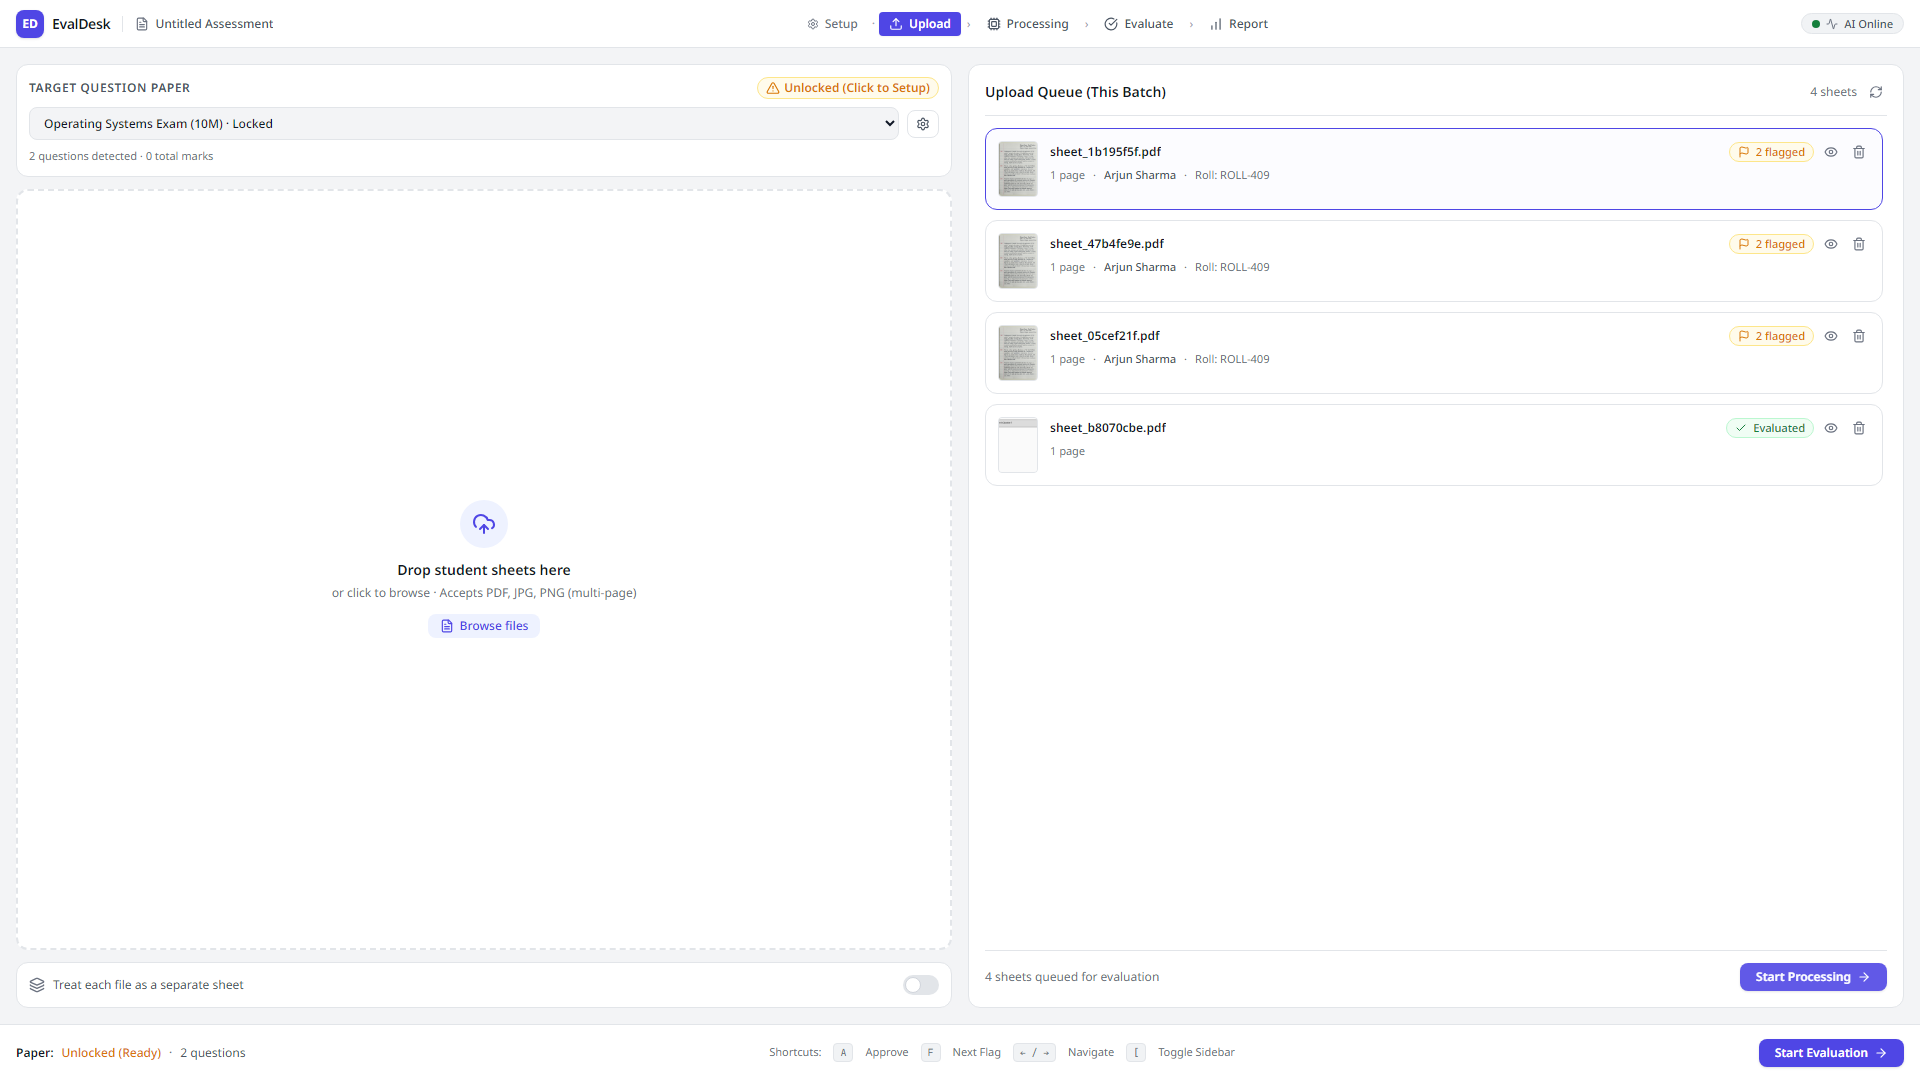 ED EvalDesk Untitled Assessment
Setup · Upload › Processing › Evaluate › Report
AI Online
TARGET QUESTION PAPER
Unlocked (Click to Setup)
Operating Systems Exam (10M) · Locked
2 questions detected · 0 total marks
Drop student sheets here
or click to browse · Accepts PDF, JPG, PNG (multi-page)
Browse files
Treat each file as a separate sheet
Upload Queue (This Batch)
4 sheets
sheet_1b195f5f.pdf
2 flagged
1 page · Arjun Sharma · Roll: ROLL-409
sheet_47b4fe9e.pdf
2 flagged
1 page · Arjun Sharma · Roll: ROLL-409
sheet_05cef21f.pdf
2 flagged
1 page · Arjun Sharma · Roll: ROLL-409
sheet_b8070cbe.pdf
Evaluated
1 page
4 sheets queued for evaluation
Start Processing →
Paper: Unlocked (Ready) · 2 questions
Shortcuts: A Approve F Next Flag ← / → Navigate [ Toggle Sidebar
Start Evaluation →